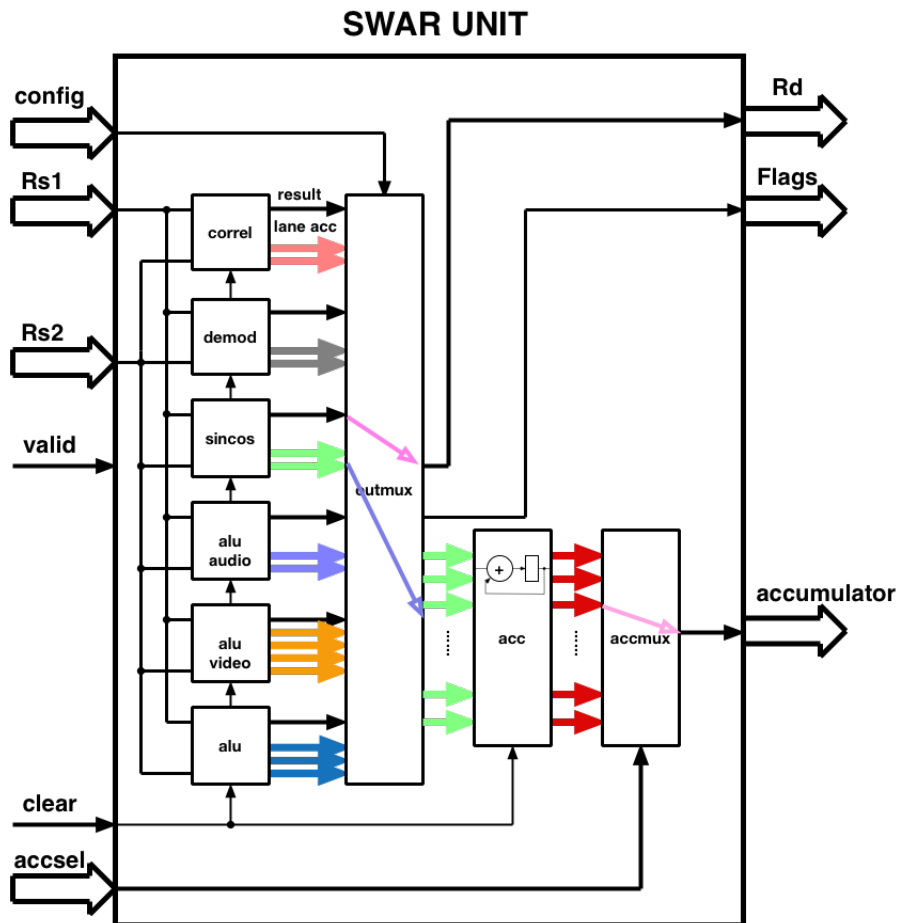 SWAR UNIT
config
Rd
Rs1
Flags
result
correl
lane acc
Rs2
demod
sincos
valid
outmux
alu
audio
+
accumulator
acc
accmux
alu
video
alu
clear
accsel